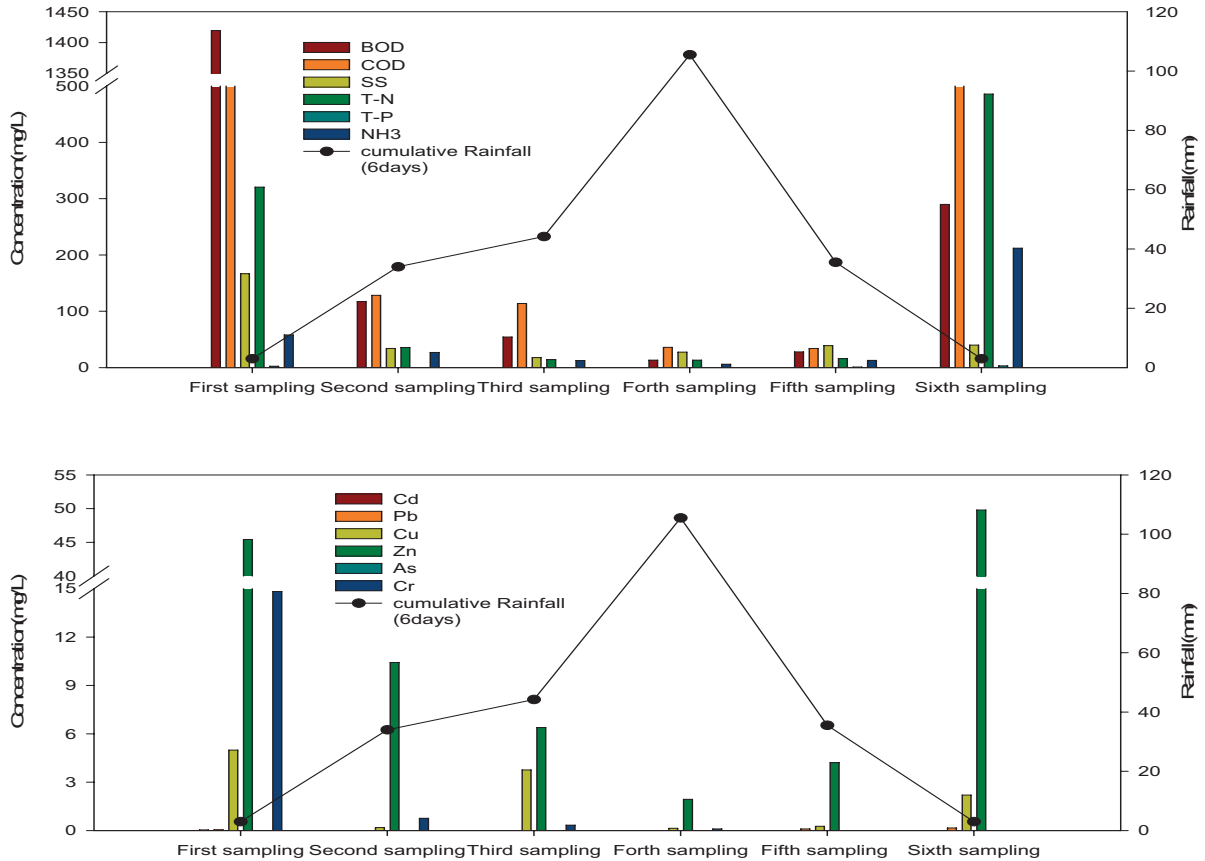 1450
1400
1350
500
400
300
200
100
0
Concentration(mg/L)
BOD
COD
SS
T-N
T-P
NH3
cumulative Rainfall
(6days)
120
100
80
60
40
20
0
Rainfall(mm)
First sampling Second sampling Third sampling Forth sampling Fifth sampling Sixth sampling
55
50
45
40
15
12
9
6
3
0
Concentration(mg/L)
Cd
Pb
Cu
Zn
As
Cr
cumulative Rainfall
(6days)
120
100
80
60
40
20
0
Rainfall(mm)
First sampling Second sampling Third sampling Forth sampling Fifth sampling Sixth sampling